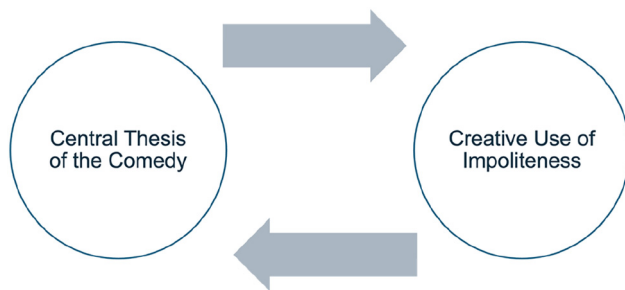 Central Thesis
of the Comedy
Creative Use of
Impoliteness